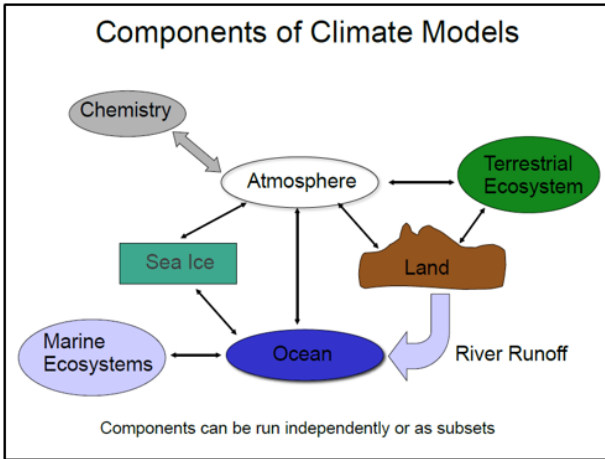 Components of Climate Models
Chemistry
Atmosphere
Terrestrial
Ecosystem
Sea Ice
Land
Marine
Ecosystems
Ocean
River Runoff
Components can be run independently or as subsets